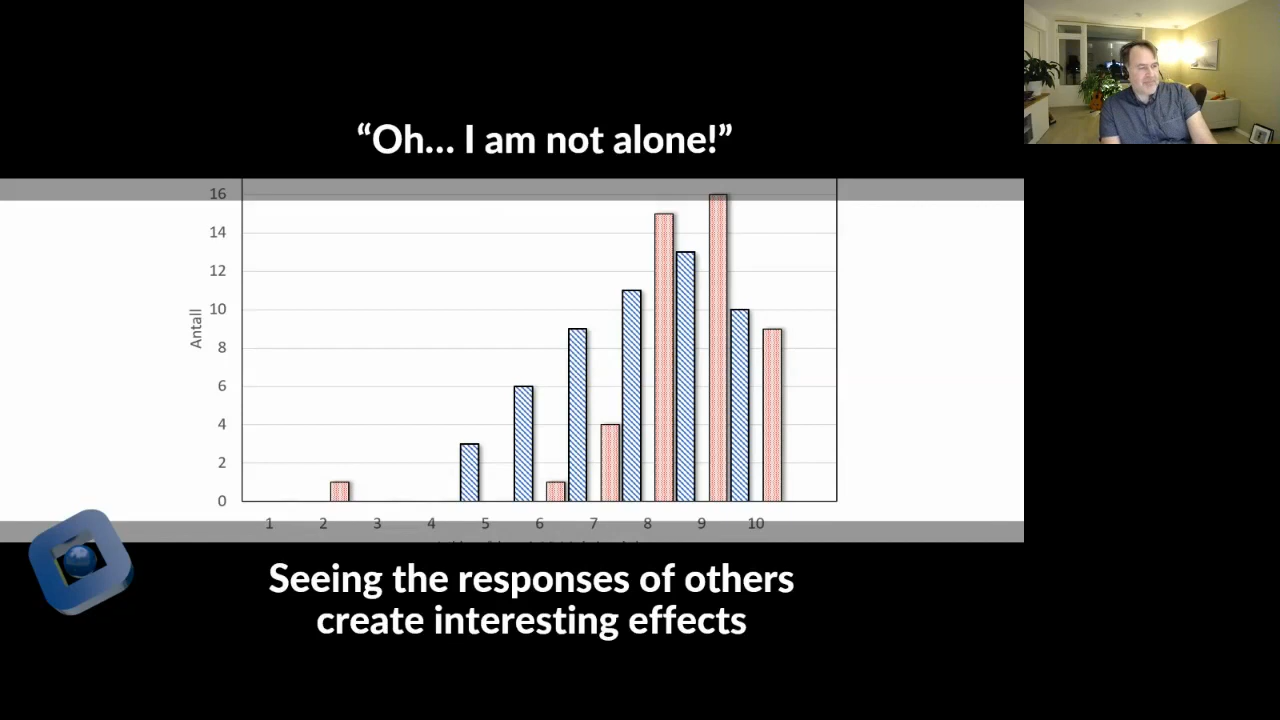 “Oh... I am not alone!”
16
14
12
10
8
6
4
2
0
Antall
1 2 3 4 5 6 7 8 9 10
Seeing the responses of others
create interesting effects